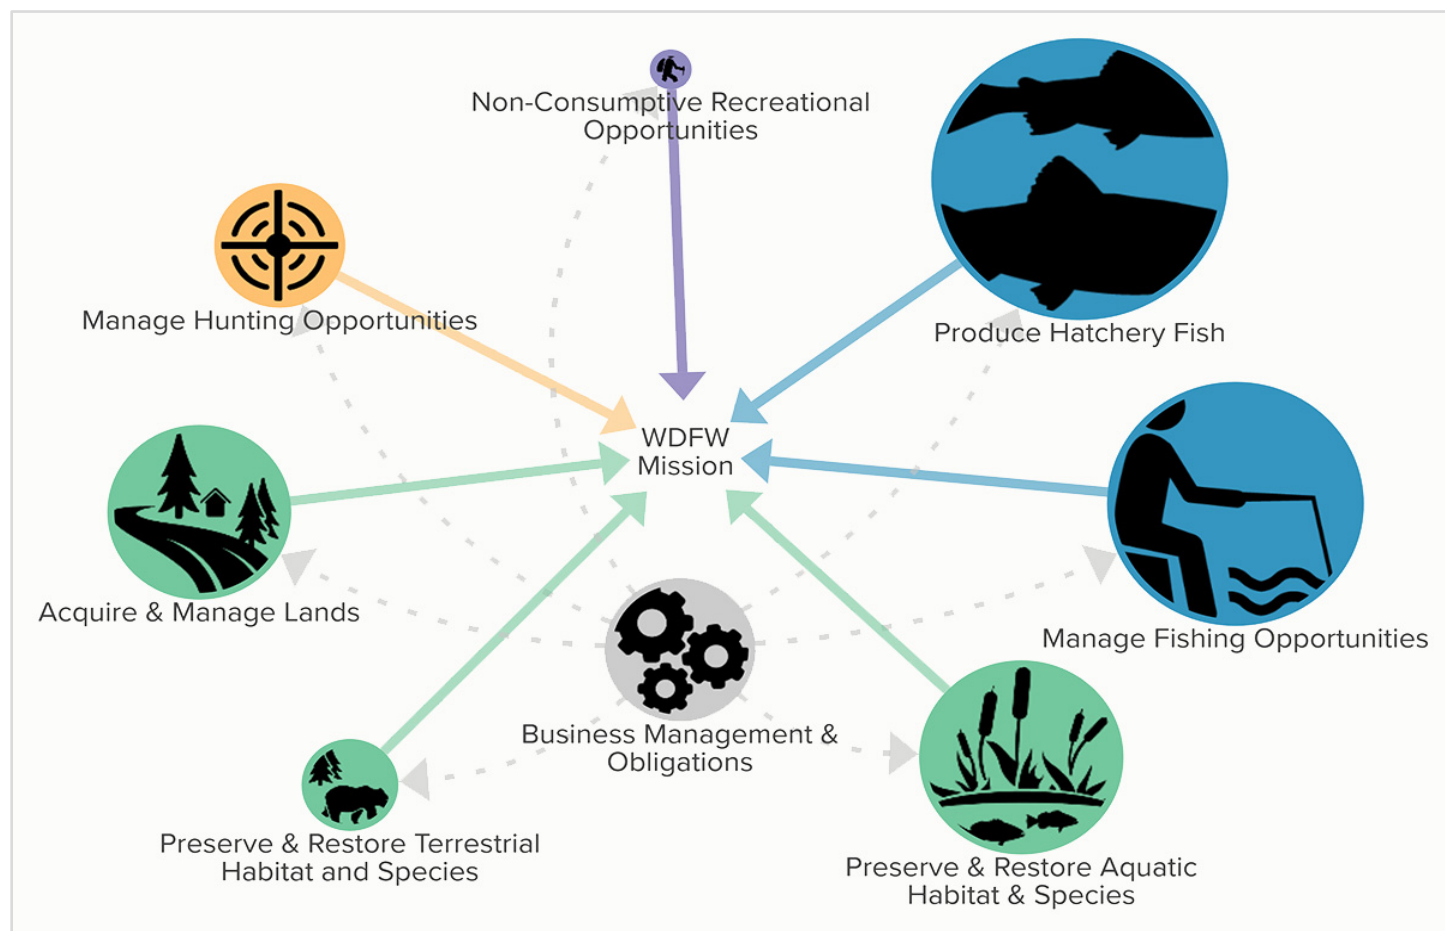 Non-Consumptive Recreational
Opportunities
Manage Hunting Opportunities
Produce Hatchery Fish
WDFW
Mission
Acquire & Manage Lands
Manage Fishing Opportunities
Business Management &
Obligations
Preserve & Restore Terrestrial
Habitat and Species
Preserve & Restore Aquatic
Habitat & Species